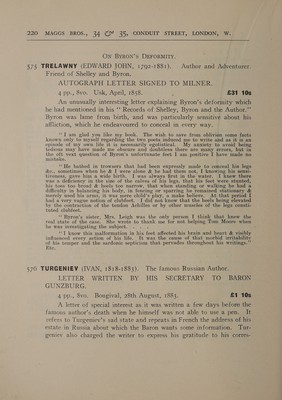 220 MAGGS BROS., 34 & 35, CONDUIT STREET, LONDON, W.
ON BYRON'S DEFORMITY.
575 TRELAWNY (EDWARD JOHN, 1792-1881). Author and Adventurer.
Friend of Shelley and Byron.
AUTOGRAPH LETTER SIGNED TO MILNER.
4 pp., 8vo. Usk, April, 1858. £31 10s
An unusually interesting letter explaining Byron's deformity which
he had mis-stated in his "Records of Shelley, Byron and the Author."
Byron was lame from birth, and was particularly sensitive about his
affliction, which he endeavoured to conceal in every way.
"I am glad you like my book. The wish to save from oblivion some facts
known only to myself regarding the two poets induced me to write and as it is an
episode of my own life it is necessarily egotistical. My anxiety to avoid being
tedious may have made me obscure and doubtless there are many errors, but in
the oft vext question of Byron's unfortunate feet I am positive I have made no
mistake.
"He bathed in trowsers that had been expressly made to conceal his legs
&c., sometimes when he & I were alone & he had them not, I knowing his sensi-
tiveness, gave him a wide birth. I was always first in the water. I knew there
was a deficiency in the size of the calves of his legs, that his feet were twisted,
his toes too broad & heels too narrow, that when standing or walking he had a
difficulty in balancing his body, in leaning or sparring he remained stationary &
merely used his arms, it was mere child's play, a make believe. At that period I
had a very vague notion of clubfeet. I did not know that the heels being elevated
by the contraction of the tendon Achilles or by other muscles of the legs consti-
tuted clubfeet.
"Byron's sister, Mrs. Leigh was the only person I think that knew the
real state of the case. She wrote to thank me for not helping Tom Moore when
he was investigating the subject.
"I know this malformation in his feet affected his brain and heart & visibly
influenced every action of his life. It was the cause of that morbid irritability
of his temper and the cautious suspicion that pervades throughout his writings."
Etc.
576 TURGENIEV (IVAN, 1818-1883). The famous Russian Author.
LETTER WRITTEN BY HIS SECRETARY TO BARON
GUNZBURG.
4 pp., 8vo. Bougival, 28th August, 1883. £1 10s
A letter of special interest as it was written a few days before the
famous author's death when he himself was not able to use a pen. It
refers to Turgeniev's sad state and repeats in French the address of his
estate in Russia about which the Baron wants some information. Tur-
geniev also charged the writer to express his gratitude to his corres-